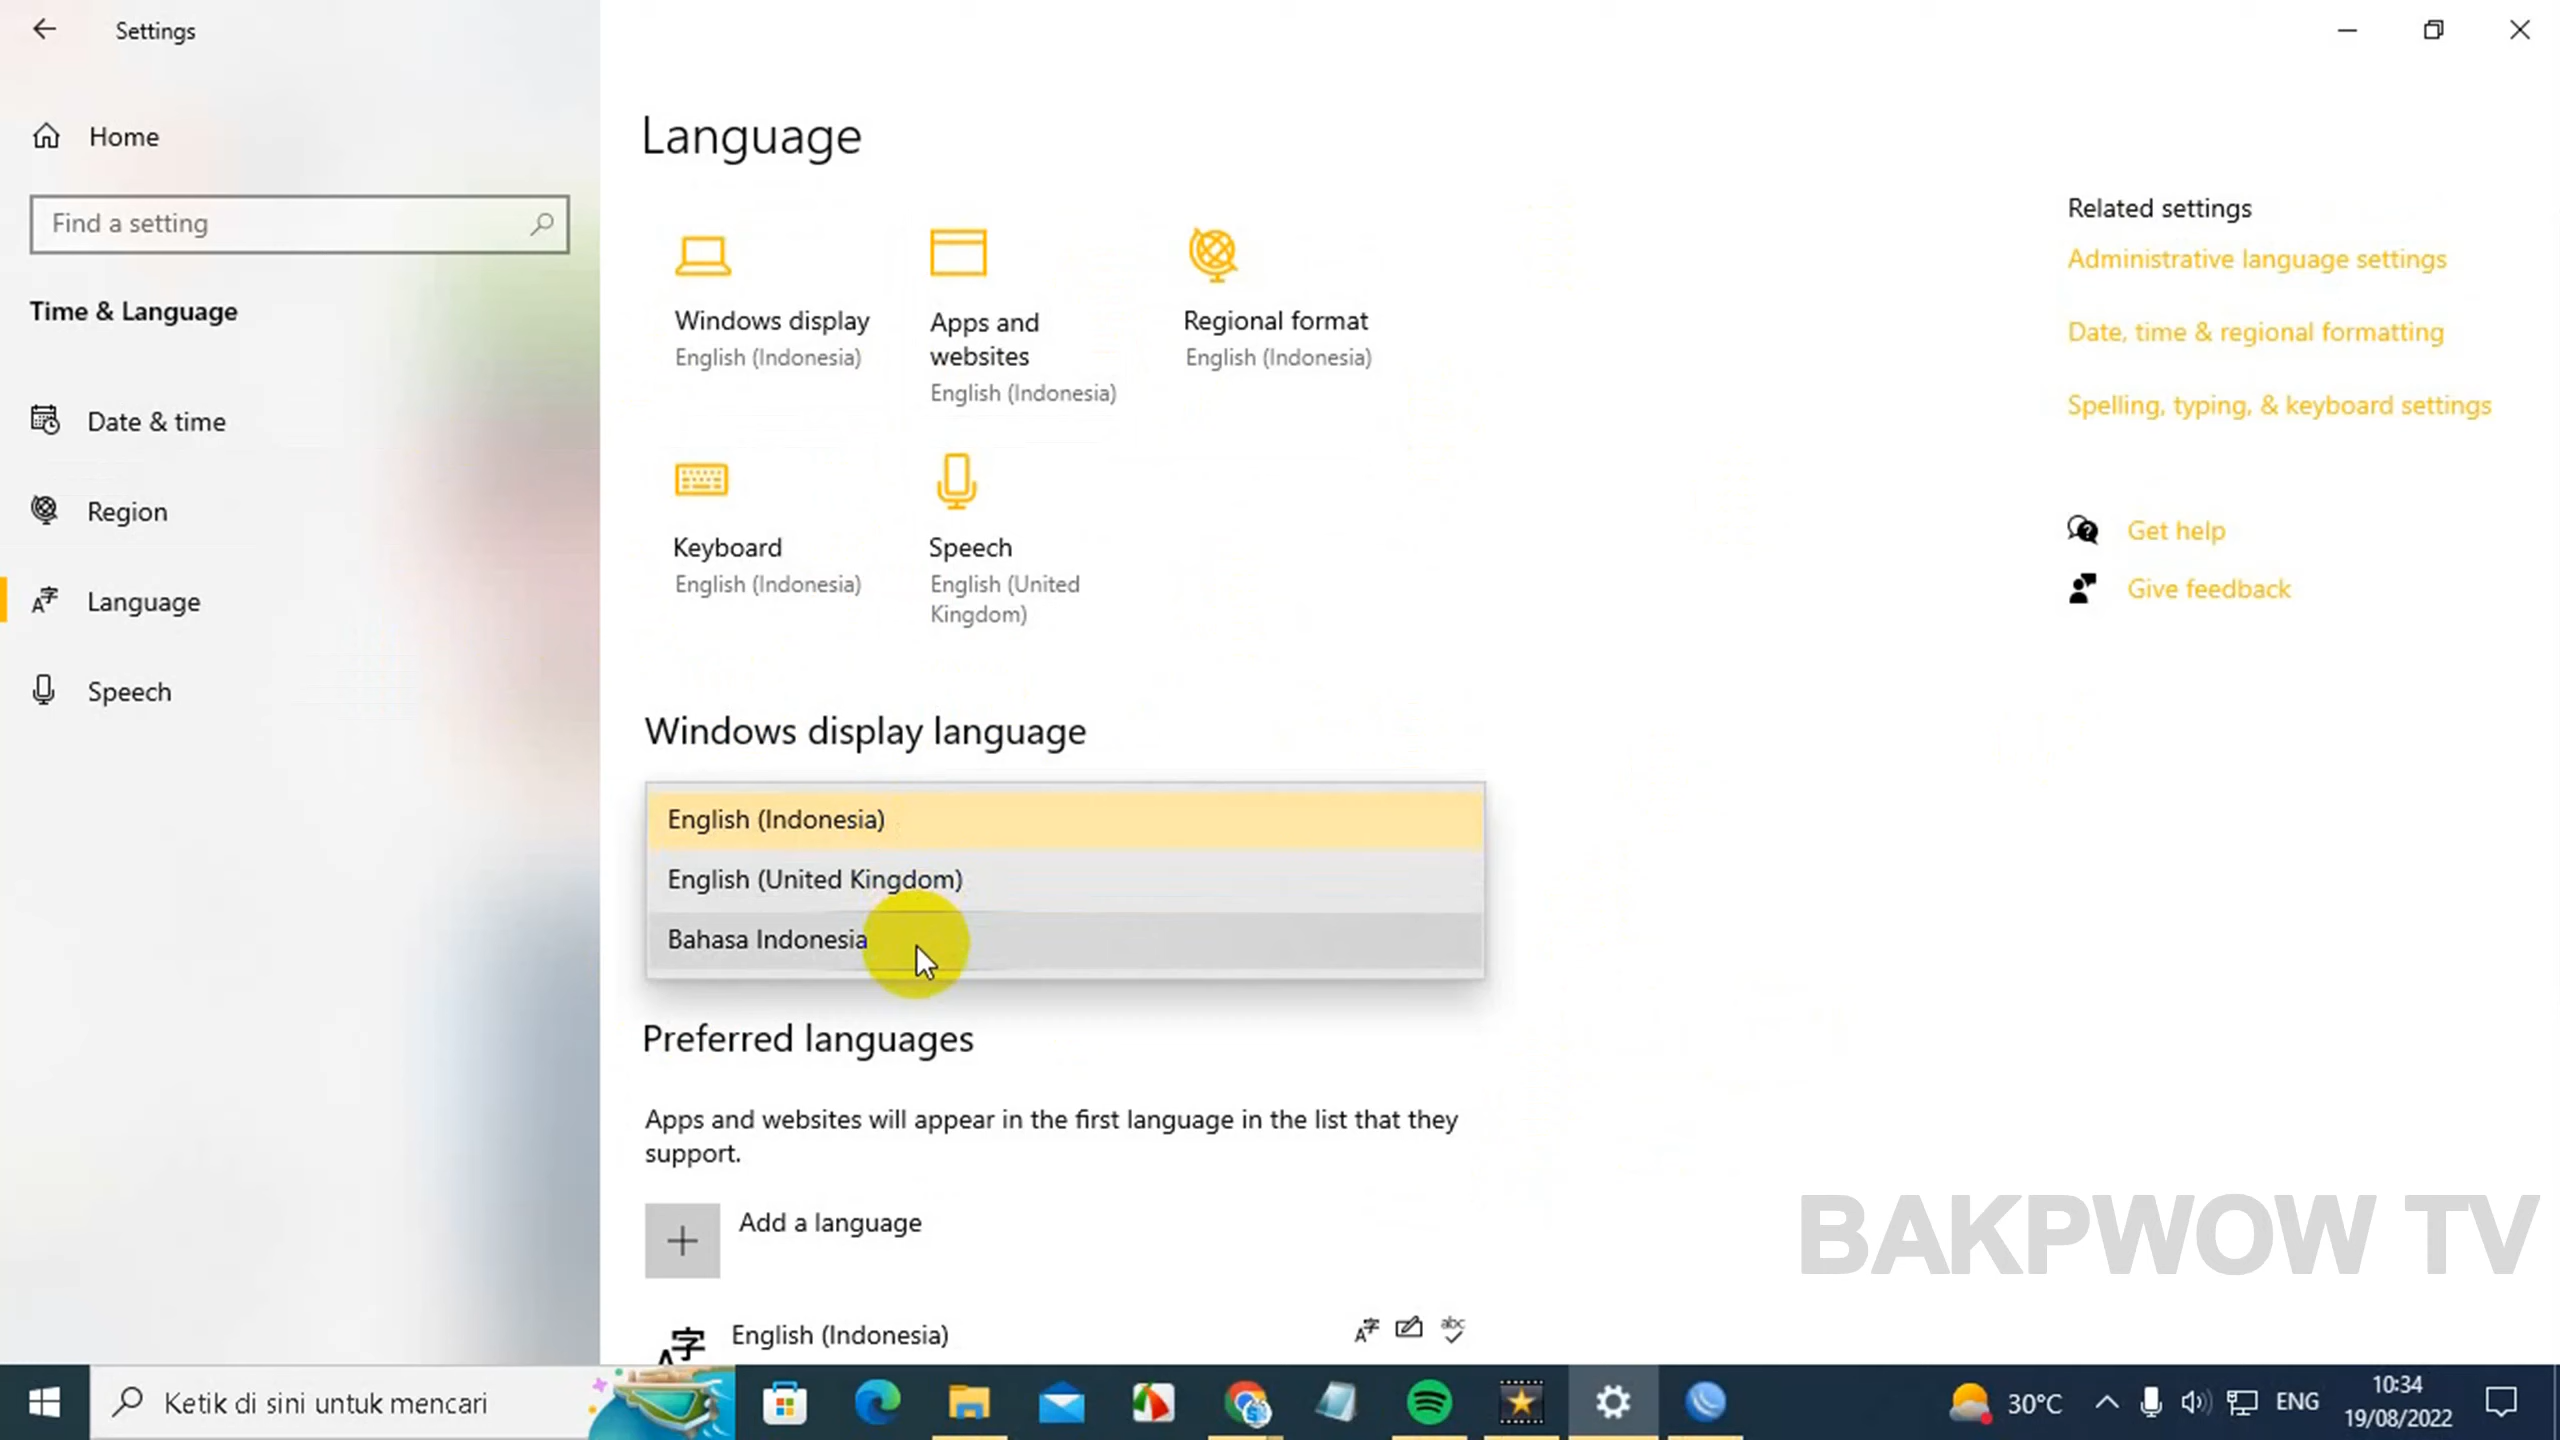 Settings
Home
Find a setting
Time & Language
Date & time
Region
Language
Speech
Language
Windows display
English (Indonesia)
Apps and
websites
English (Indonesia)
Regional format
English (Indonesia)
Keyboard
English (Indonesia)
Speech
English (United
Kingdom)
Windows display language
English (Indonesia)
English (United Kingdom)
Bahasa Indonesia
Preferred languages
Apps and websites will appear in the first language in the list that they
support.
Add a language
English (Indonesia)
Related settings
Administrative language settings
Date, time & regional formatting
Spelling, typing, & keyboard settings
Get help
Give feedback
BAKPWOW TV
Ketik di sini untuk mencari
30°C
ENG
10:34
19/08/2022